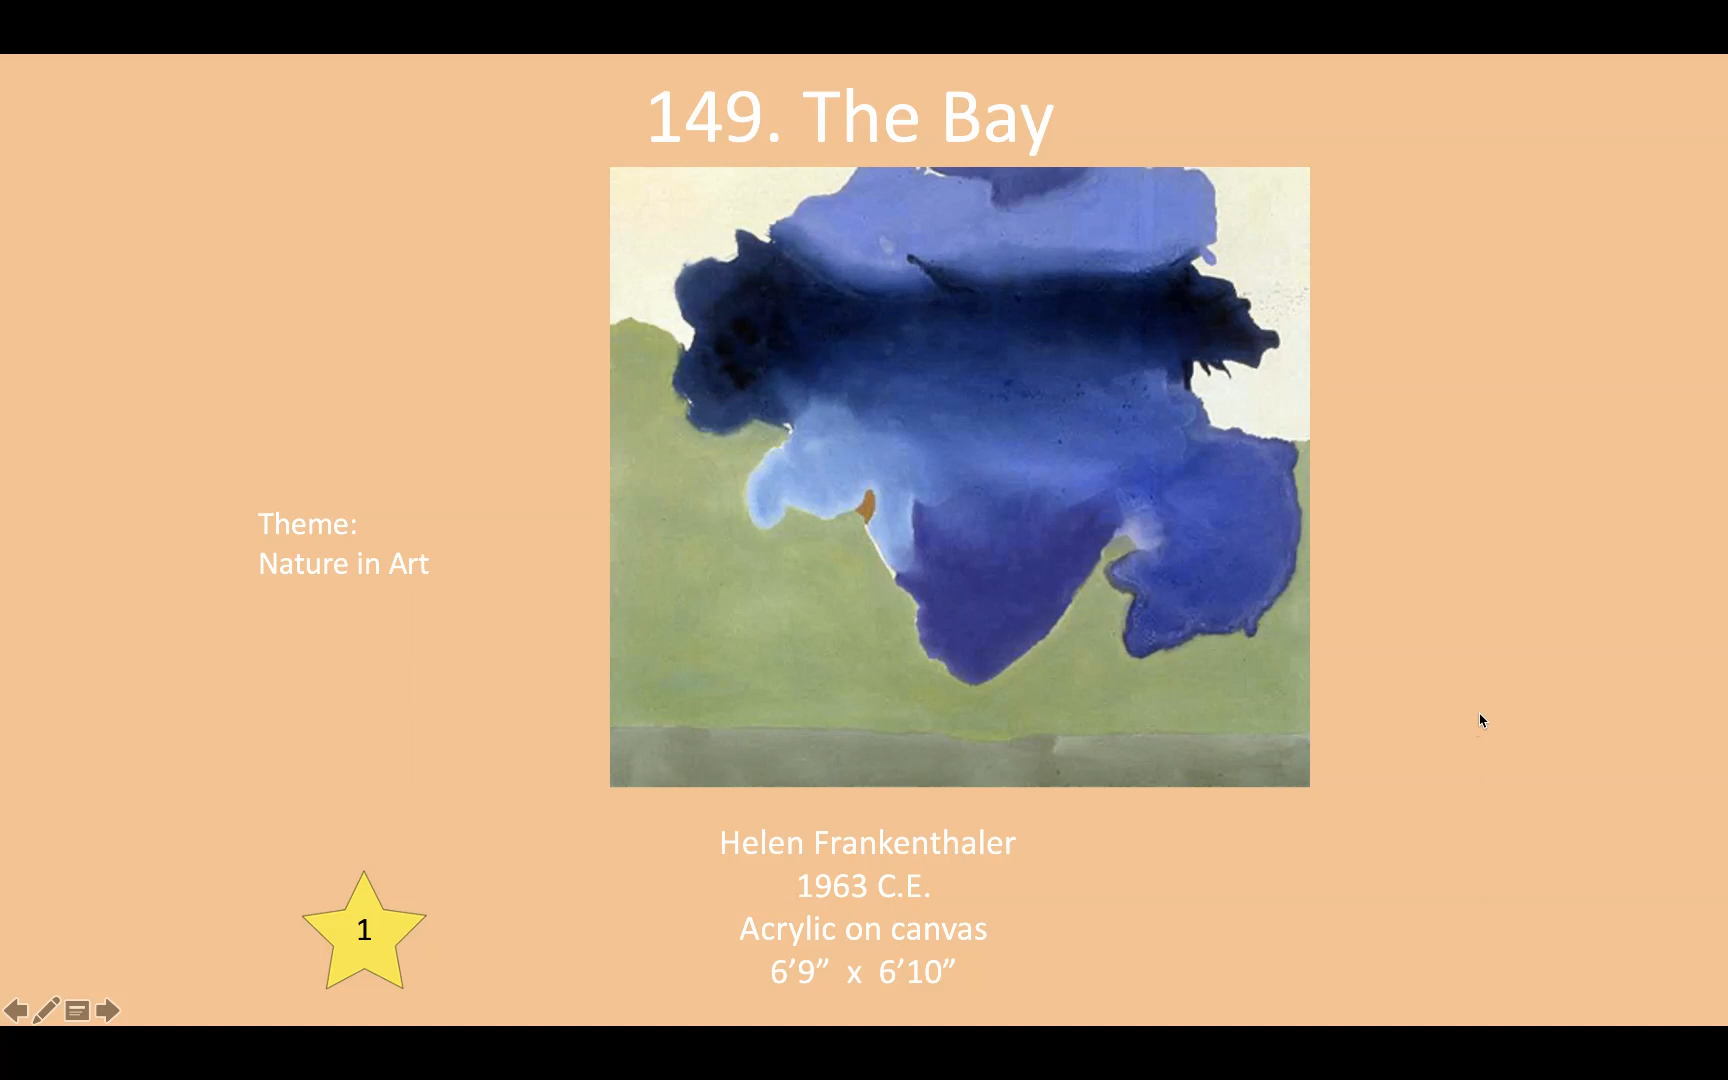 149. The Bay
Theme:
Nature in Art
Helen Frankenthaler
1963 C.E.
Acrylic on canvas
6’9” x 6’10”
1